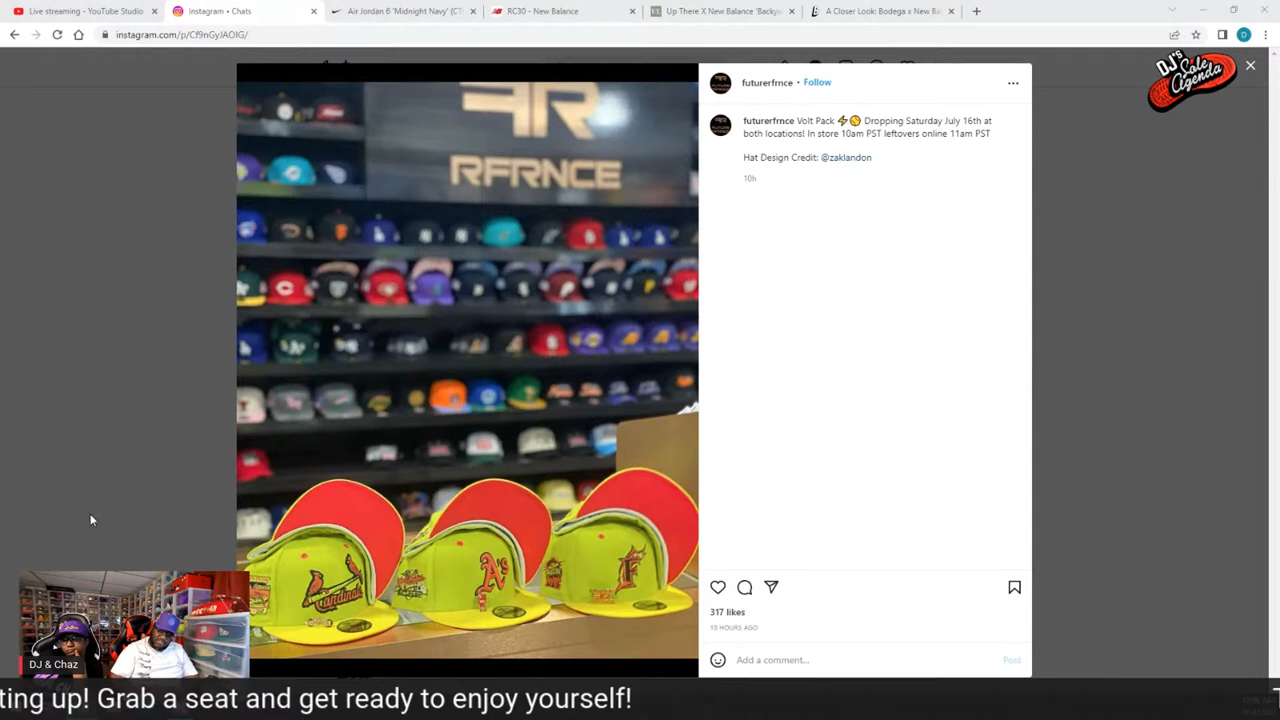 Live streaming - YouTube Studio
Instagram • Chats
Air Jordan 6 'Midnight Navy' (CT
RC30 - New Balance
Up There X New Balance 'Backya
A Closer Look: Bodega x New Ba
instagram.com/p/Cf9nGyJAOIG/
DJ's
Sole
Agenda
futurerfrnce • Follow
futurerfrnce Volt Pack ⚡ Dropping Saturday July 16th at
both locations! In store 10am PST leftovers online 11am PST
Hat Design Credit: @zaklandon
10h
RFRNCE
Cardinals
A's
F
317 likes
10 HOURS AGO
Add a comment...
Post
DJ & Chaz
ting up! Grab a seat and get ready to enjoy yourself!